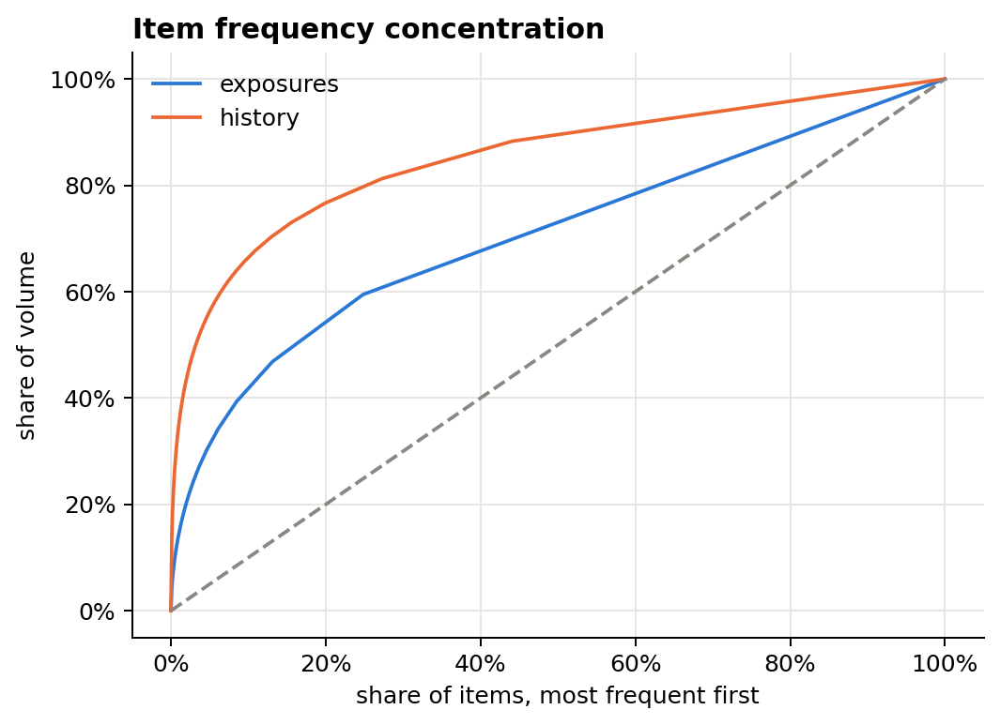 Item frequency concentration
exposures
history
100%
80%
60%
40%
20%
0%
share of volume
0%
20%
40%
60%
80%
100%
share of items, most frequent first